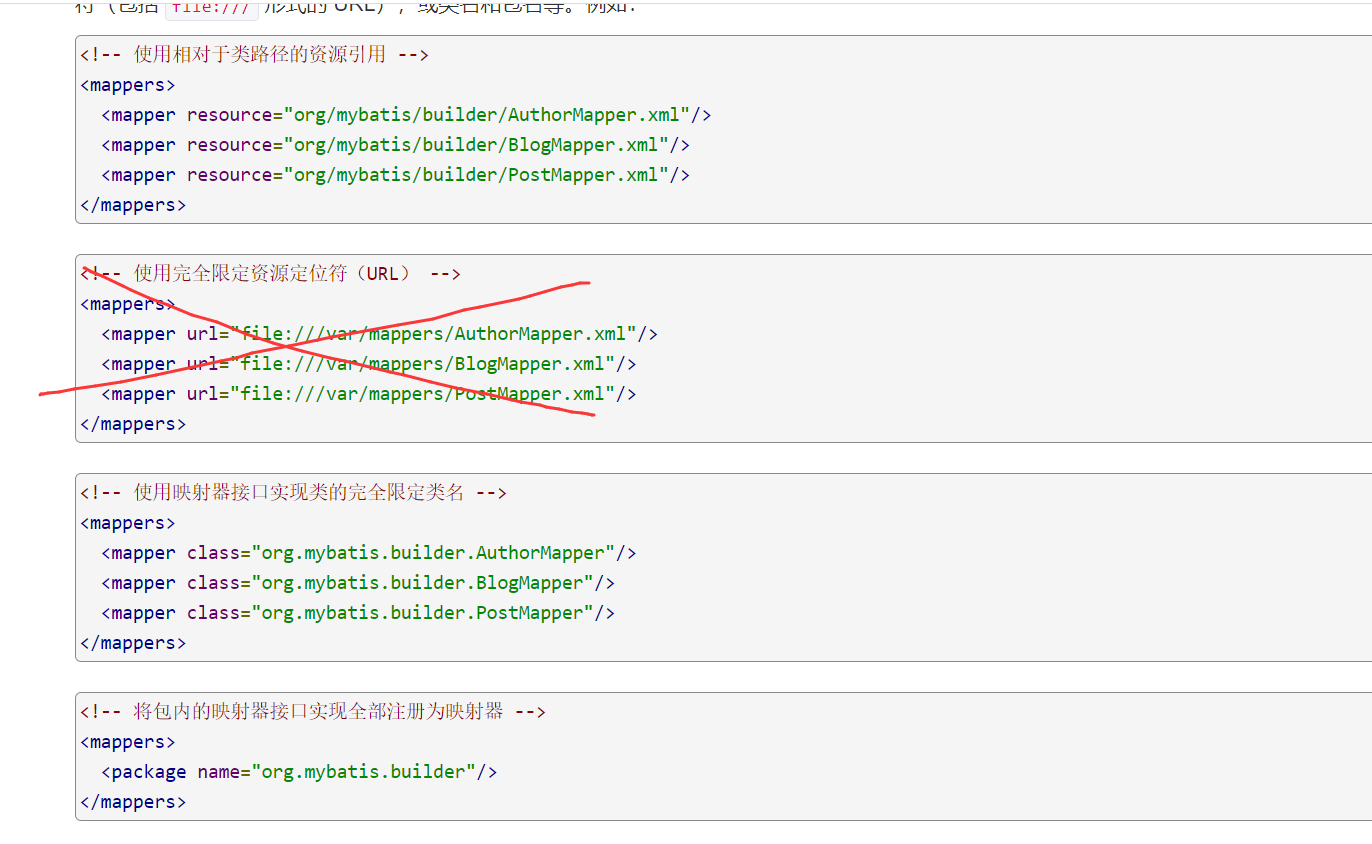 符（包括 file:/// 形式的 URL），或类名和包名等。例如：
<!-- 使用相对于类路径的资源引用 -->
<mappers>
  <mapper resource="org/mybatis/builder/AuthorMapper.xml"/>
  <mapper resource="org/mybatis/builder/BlogMapper.xml"/>
  <mapper resource="org/mybatis/builder/PostMapper.xml"/>
</mappers>
<!-- 使用完全限定资源定位符（URL） -->
<mappers>
  <mapper url="file:///var/mappers/AuthorMapper.xml"/>
  <mapper url="file:///var/mappers/BlogMapper.xml"/>
  <mapper url="file:///var/mappers/PostMapper.xml"/>
</mappers>
<!-- 使用映射器接口实现类的完全限定类名 -->
<mappers>
  <mapper class="org.mybatis.builder.AuthorMapper"/>
  <mapper class="org.mybatis.builder.BlogMapper"/>
  <mapper class="org.mybatis.builder.PostMapper"/>
</mappers>
<!-- 将包内的映射器接口实现全部注册为映射器 -->
<mappers>
  <package name="org.mybatis.builder"/>
</mappers>